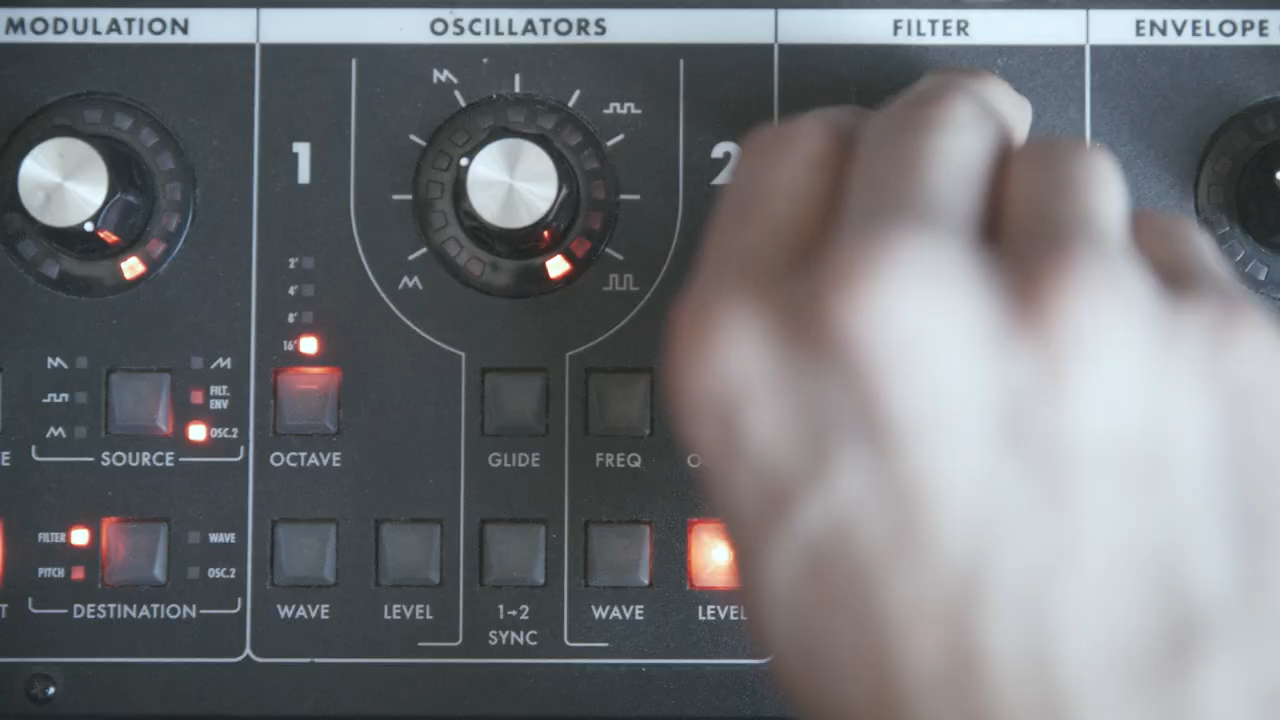 MODULATION
OSCILLATORS
FILTER
ENVELOPE
1
2
2'
4'
8'
16'
FILT.
ENV
OSC.2
SOURCE
OCTAVE
GLIDE
FREQ
FILTER
WAVE
PITCH
OSC.2
DESTINATION
WAVE
LEVEL
1→2
SYNC
WAVE
LEVEL